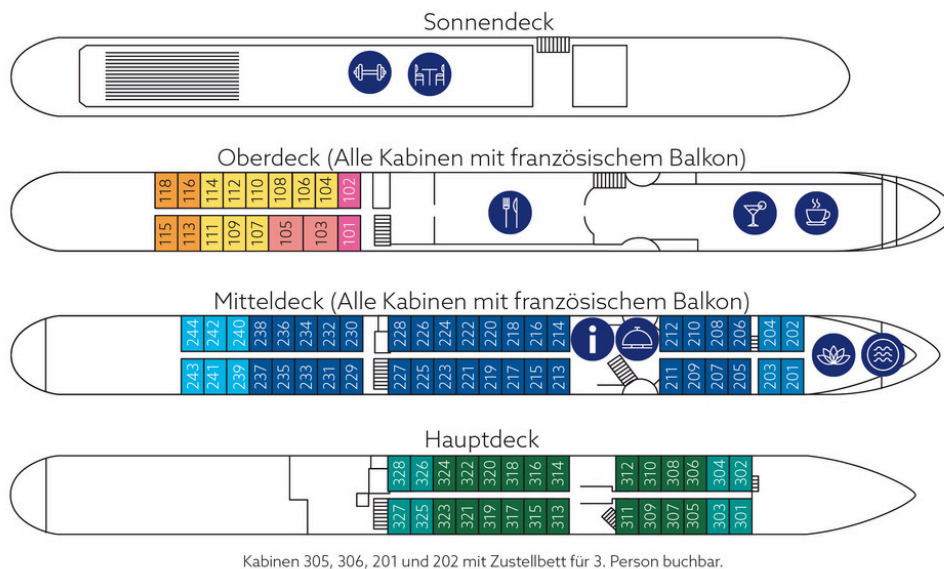 Sonnendeck
Oberdeck (Alle Kabinen mit französischem Balkon)
118 116 114 112 110 108 106 104 102
115 113 111 109 107 105 103 101
Mitteldeck (Alle Kabinen mit französischem Balkon)
244 242 240 238 236 234 232 230 228 226 224 222 220 218 216 214 i 212 210 208 206 204 202
243 241 239 237 235 233 231 229 227 225 223 221 219 217 215 213 211 209 207 205 203 201
Hauptdeck
328 326 324 322 320 318 316 314 312 310 308 306 304 302
327 325 323 321 319 317 315 313 311 309 307 305 303 301
Kabinen 305, 306, 201 und 202 mit Zustellbett für 3. Person buchbar.